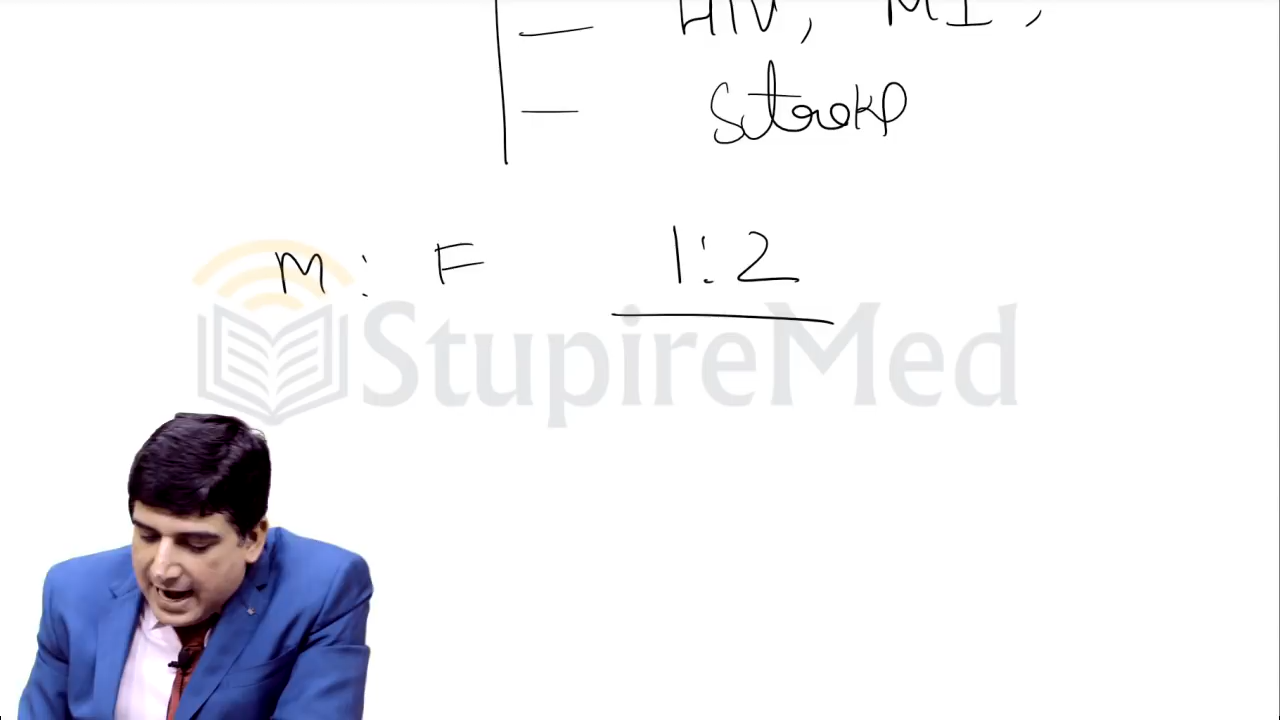 — HIV, MI,
— stroke
M : F 1:2
StupireMed